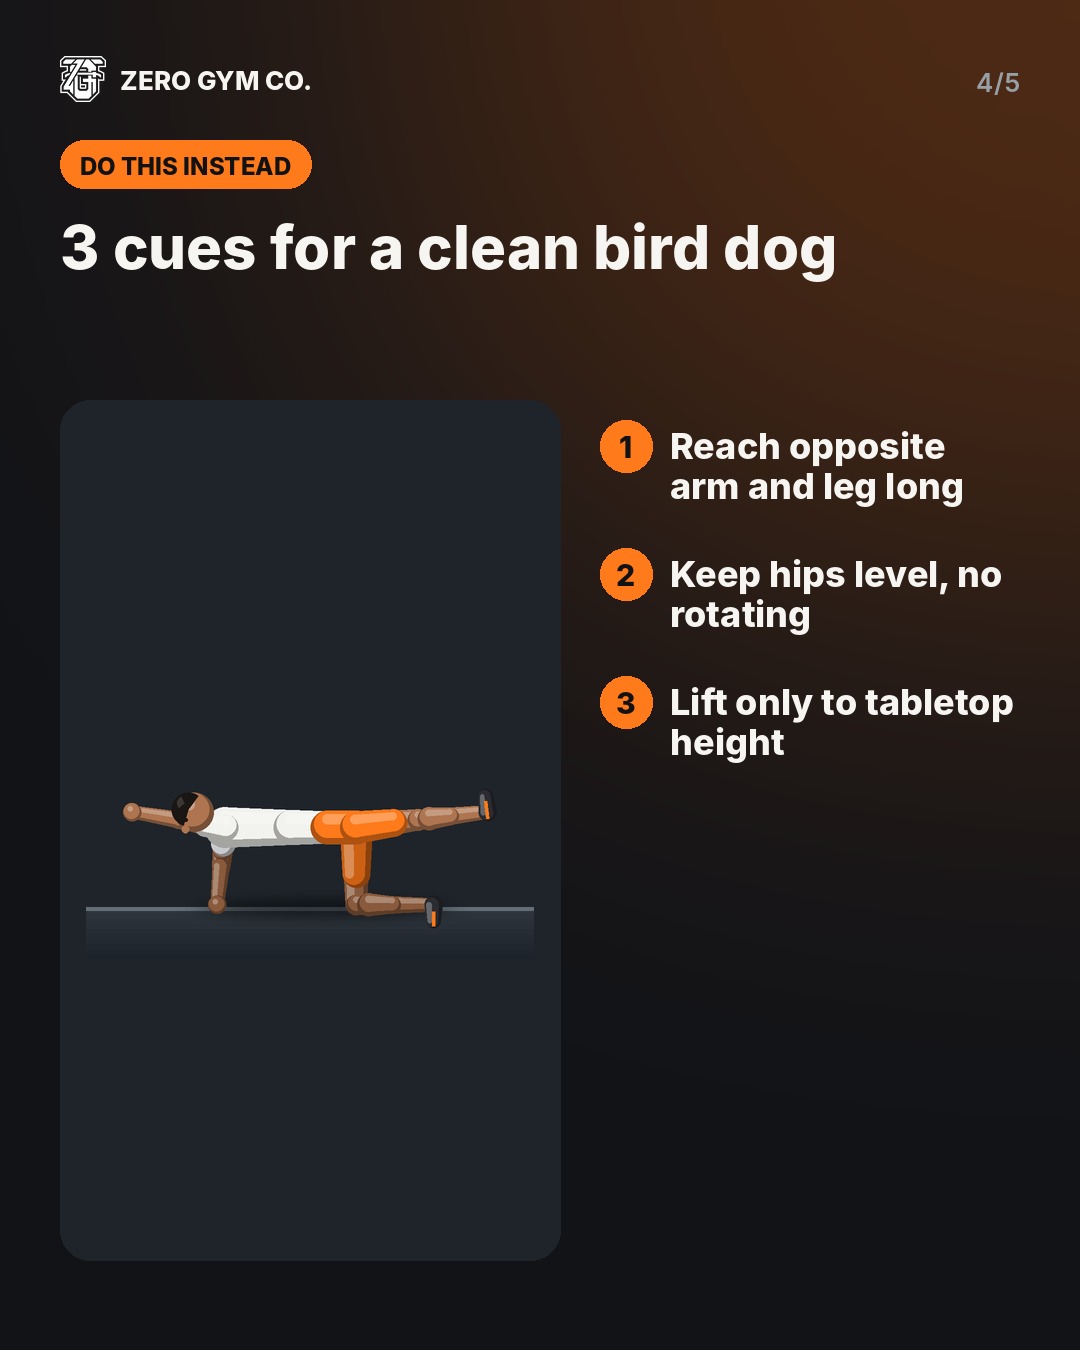 ZERO GYM CO.
4/5
DO THIS INSTEAD
3 cues for a clean bird dog
1 Reach opposite
arm and leg long
2 Keep hips level, no
rotating
3 Lift only to tabletop
height